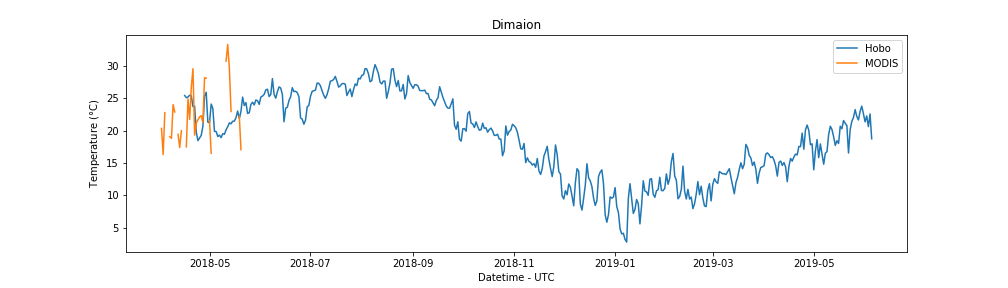 Dimaion
Hobo
MODIS
Temperature (°C)
30
25
20
15
10
5
2018-05
2018-07
2018-09
2018-11
2019-01
2019-03
2019-05
Datetime - UTC